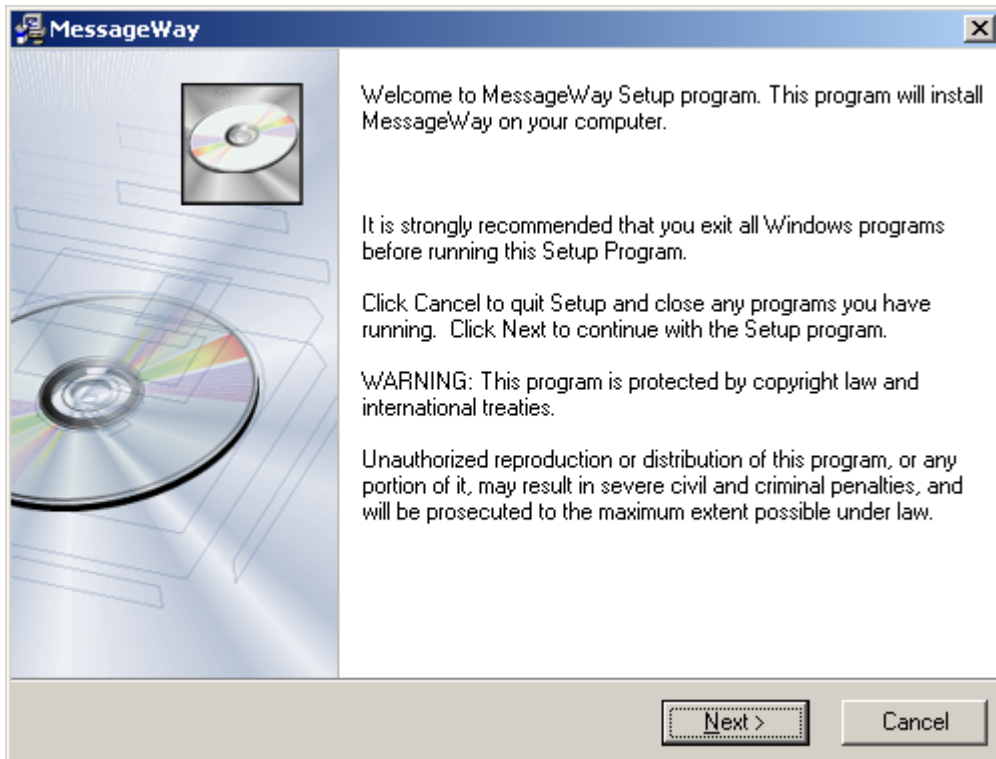 MessageWay
Welcome to MessageWay Setup program. This program will install
MessageWay on your computer.
It is strongly recommended that you exit all Windows programs
before running this Setup Program.
Click Cancel to quit Setup and close any programs you have
running.  Click Next to continue with the Setup program.
WARNING: This program is protected by copyright law and
international treaties.
Unauthorized reproduction or distribution of this program, or any
portion of it, may result in severe civil and criminal penalties, and
will be prosecuted to the maximum extent possible under law.
Next >
Cancel